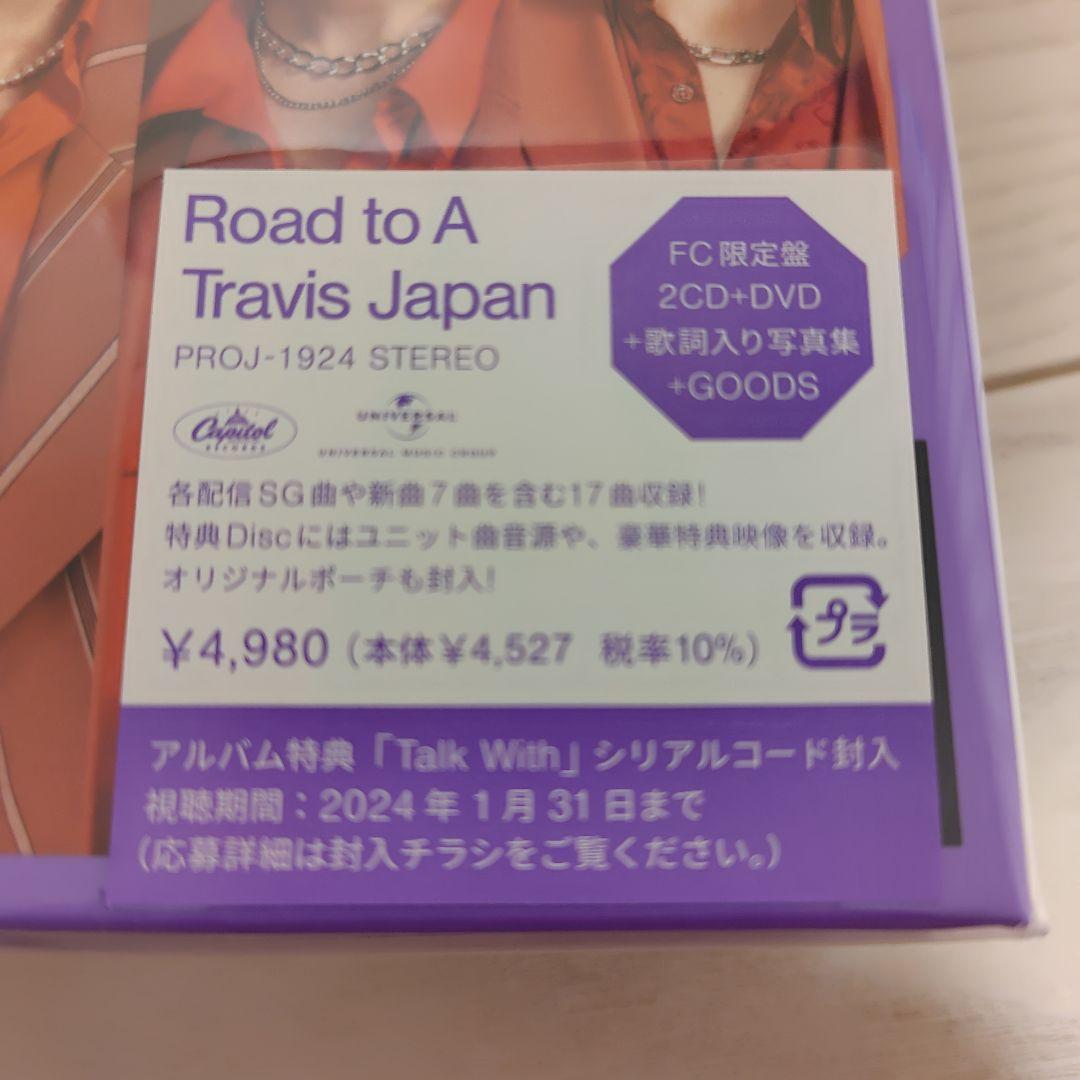 Road to A
Travis Japan
PROJ-1924 STEREO
FC限定盤
2CD+DVD
+歌詞入り写真集
+GOODS
Capitol
RECORDS
UNIVERSAL
UNIVERSAL MUSIC GROUP
各配信SG曲や新曲7曲を含む17曲収録!
特典Discにはユニット曲音源や、豪華特典映像を収録。
オリジナルポーチも封入!
¥4,980（本体¥4,527 税率10%）
プラ
アルバム特典「Talk With」シリアルコード封入
視聴期間：2024年1月31日まで
（応募詳細は封入チラシをご覧ください。）